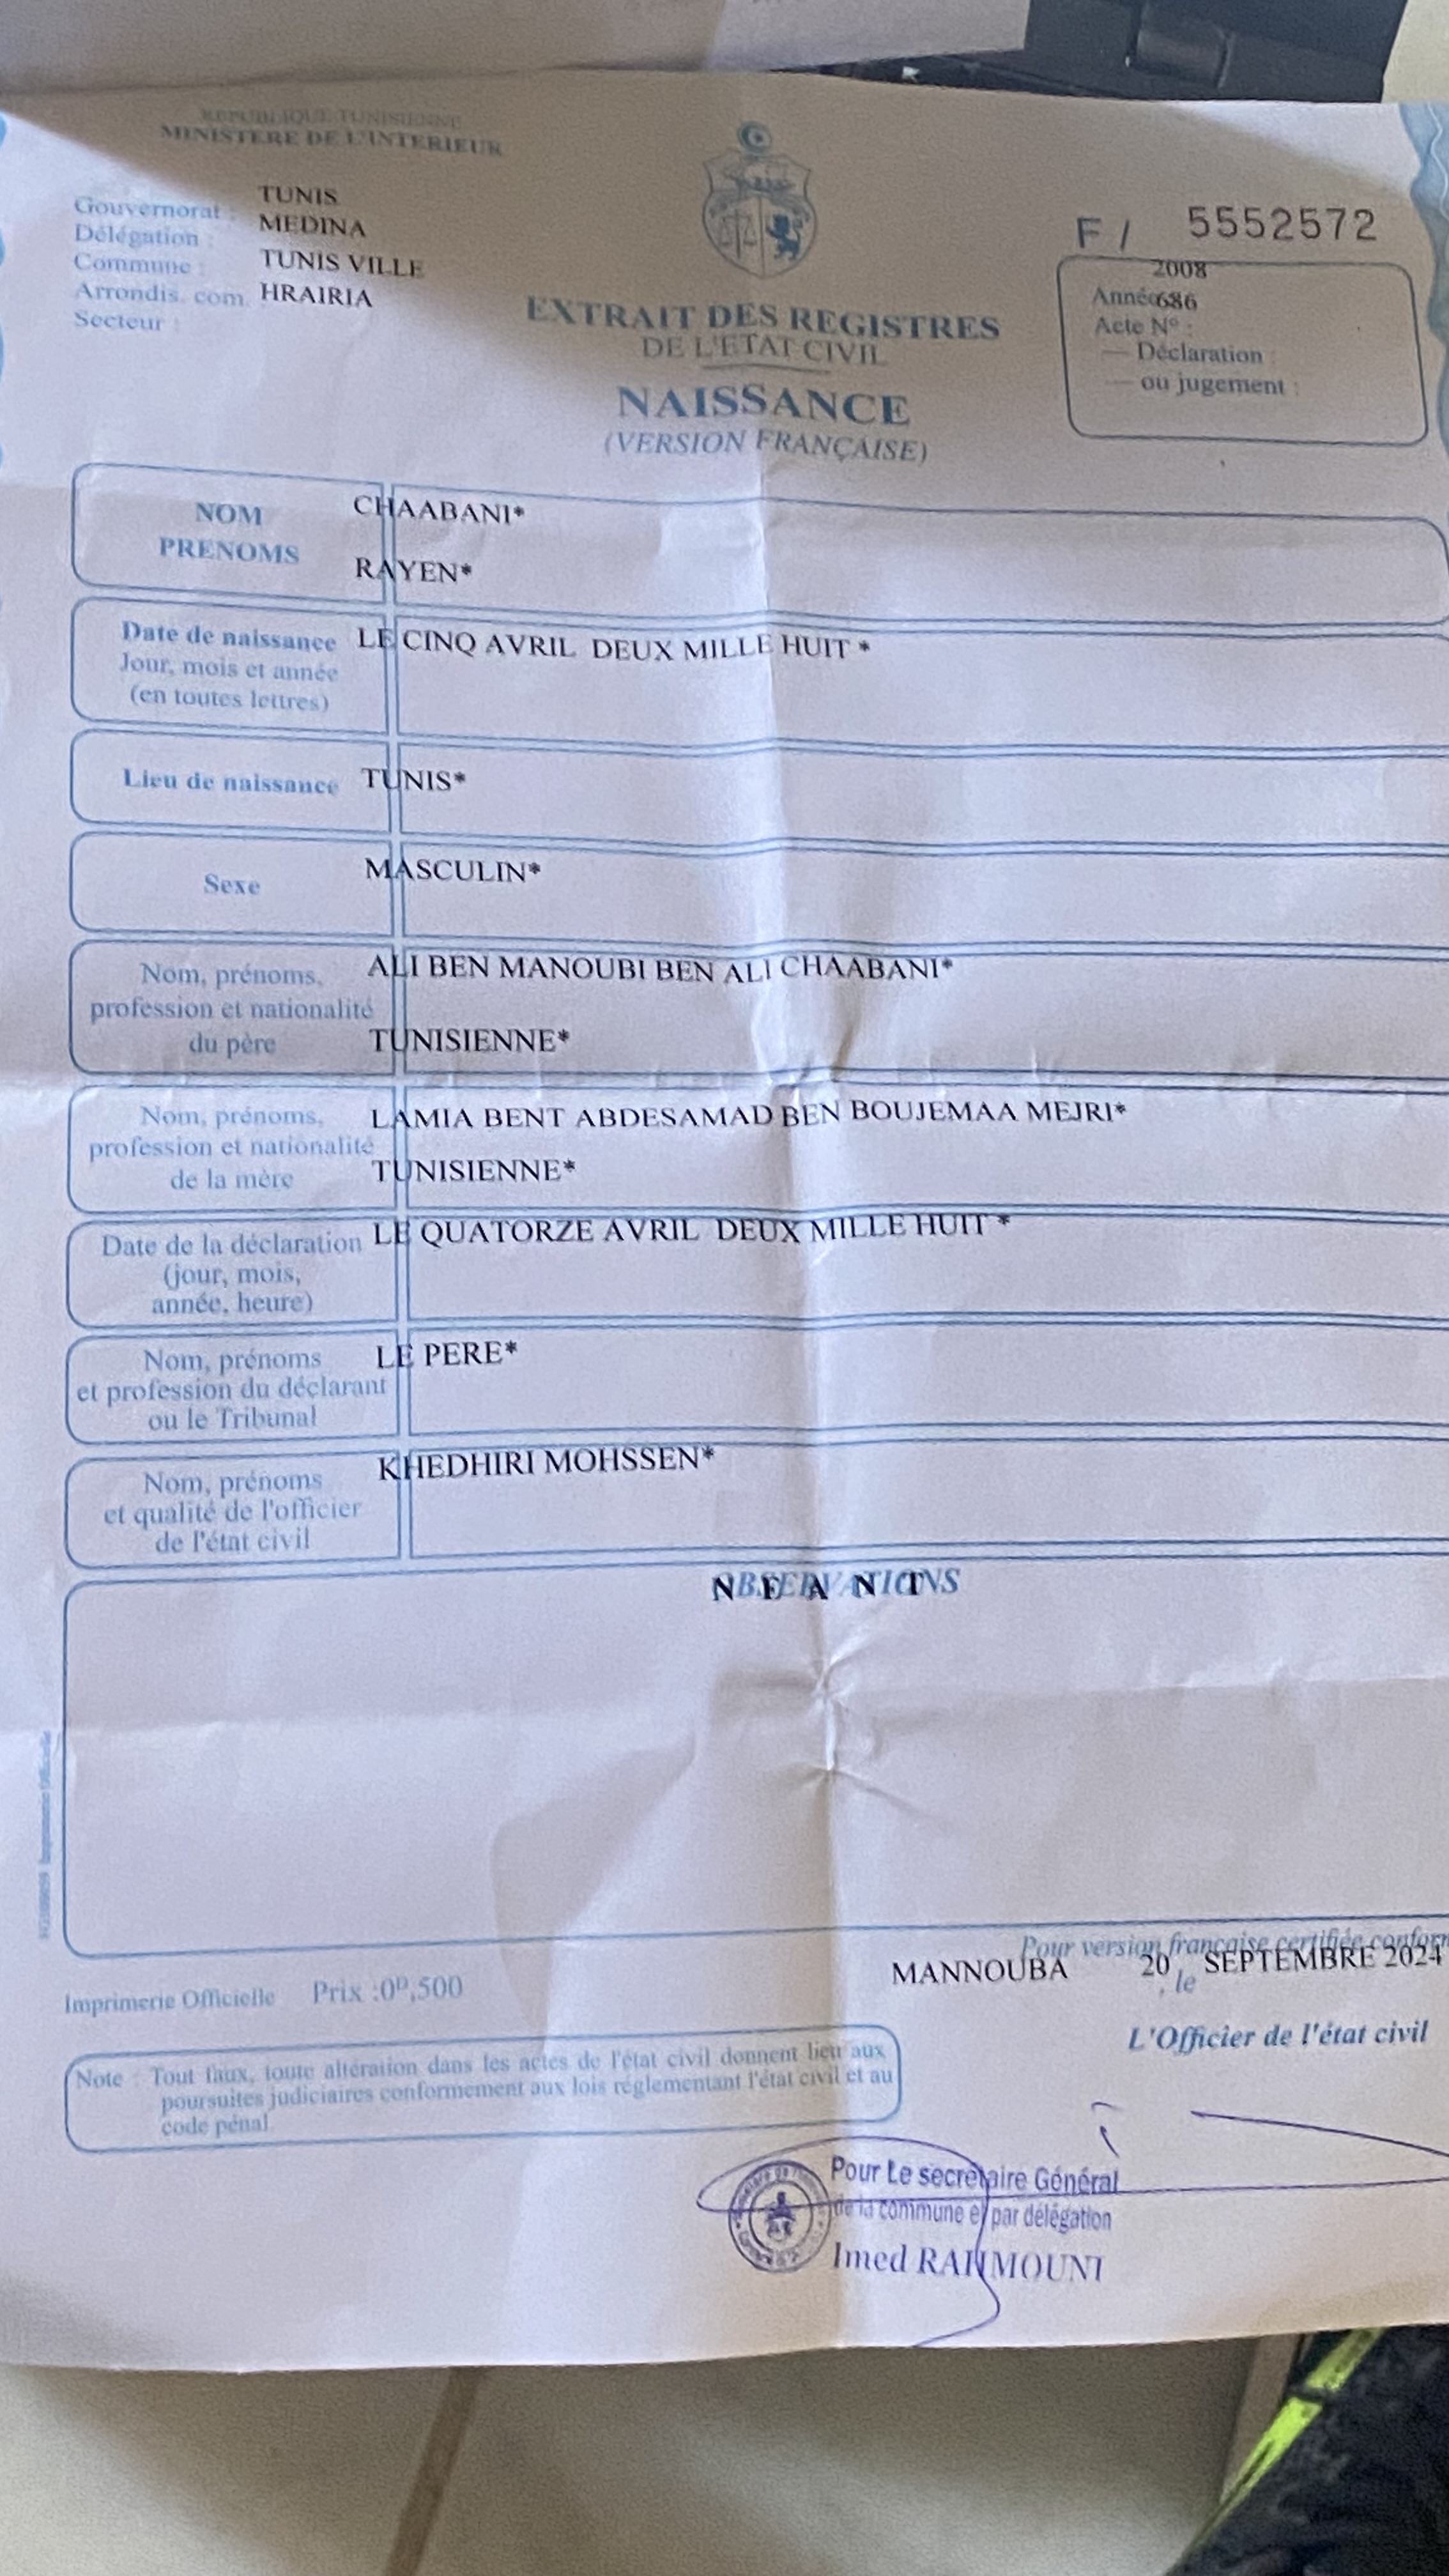 REPUBLIQUE TUNISIENNE
MINISTERE DE L'INTERIEUR
Gouvernorat : TUNIS
Délégation : MEDINA
Commune : TUNIS VILLE
Arrondis. com. HRAIRIA
Secteur :
F / 5552572
2008
Année 686
Acte N° :
— Déclaration :
— ou jugement :
EXTRAIT DES REGISTRES
DE L'ETAT CIVIL
NAISSANCE
(VERSION FRANÇAISE)
NOM CHAABANI*
PRENOMS RAYEN*
Date de naissance LE CINQ AVRIL DEUX MILLE HUIT *
Jour, mois et année
(en toutes lettres)
Lieu de naissance TUNIS*
Sexe MASCULIN*
Nom, prénoms, ALI BEN MANOUBI BEN ALI CHAABANI*
profession et nationalité
du père TUNISIENNE*
Nom, prénoms, LAMIA BENT ABDESAMAD BEN BOUJEMAA MEJRI*
profession et nationalité
de la mère TUNISIENNE*
Date de la déclaration LE QUATORZE AVRIL DEUX MILLE HUIT *
(jour, mois,
année, heure)
Nom, prénoms LE PERE*
et profession du déclarant
ou le Tribunal
Nom, prénoms KHEDHIRI MOHSSEN*
et qualité de l'officier
de l'état civil
OBSERVATIONS
N E A N T
Pour version française certifiée
MANNOUBA , le 20 SEPTEMBRE 2024
Imprimerie Officielle Prix :0ᴰ,500
L'Officier de l'état civil
Note : Tout faux, toute altération dans les actes de l'état civil donnent lieu aux
poursuites judiciaires conformement aux lois réglementant l'état civil et au
code pénal.
Pour Le secretaire Général
de la commune et par délégation
Imed RAHMOUNI